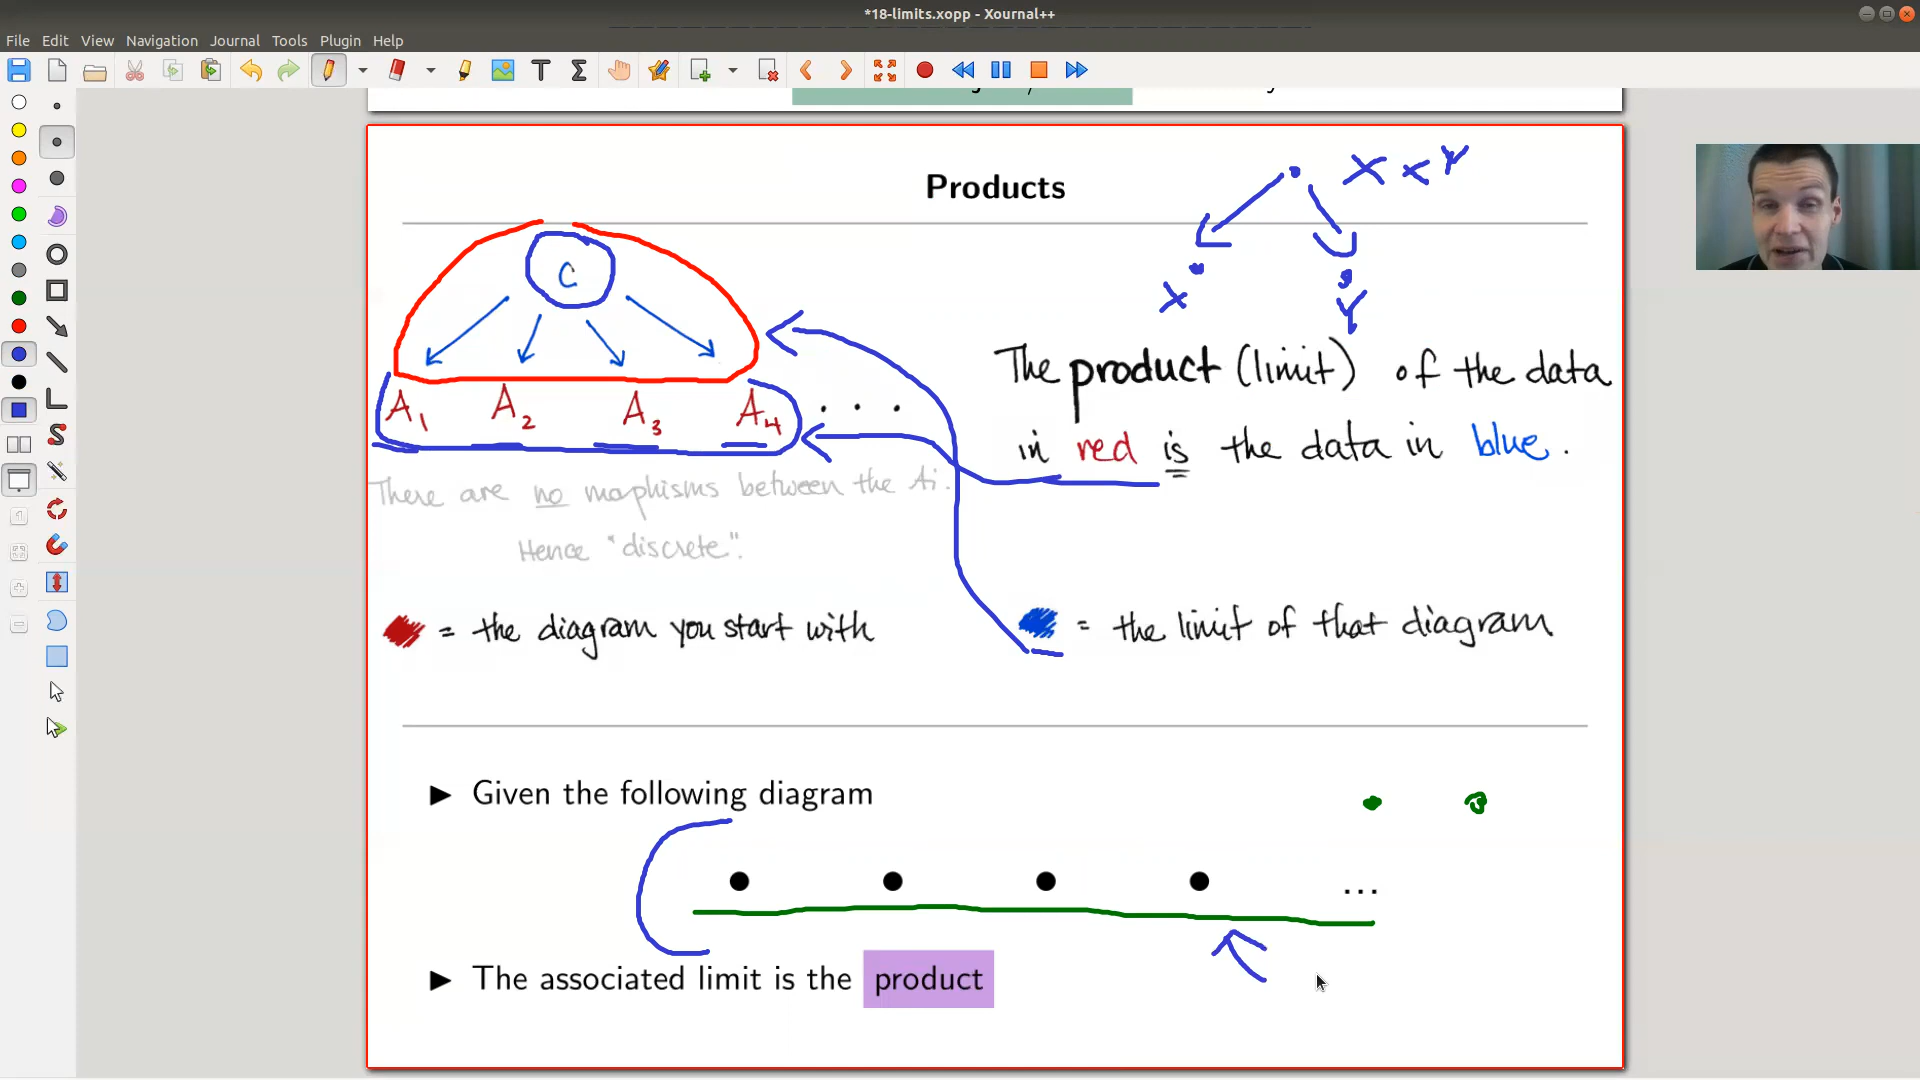 *18-limits.xopp - Xournal++
File Edit View Navigation Journal Tools Plugin Help
Products
X × Y
X
Y
C
A1 A2 A3 A4 . . .
The product (limit) of the data
in red is the data in blue.
There are no morphisms between the Ai.
Hence "discrete".
= the diagram you start with
= the limit of that diagram
▶ Given the following diagram
...
▶ The associated limit is the product